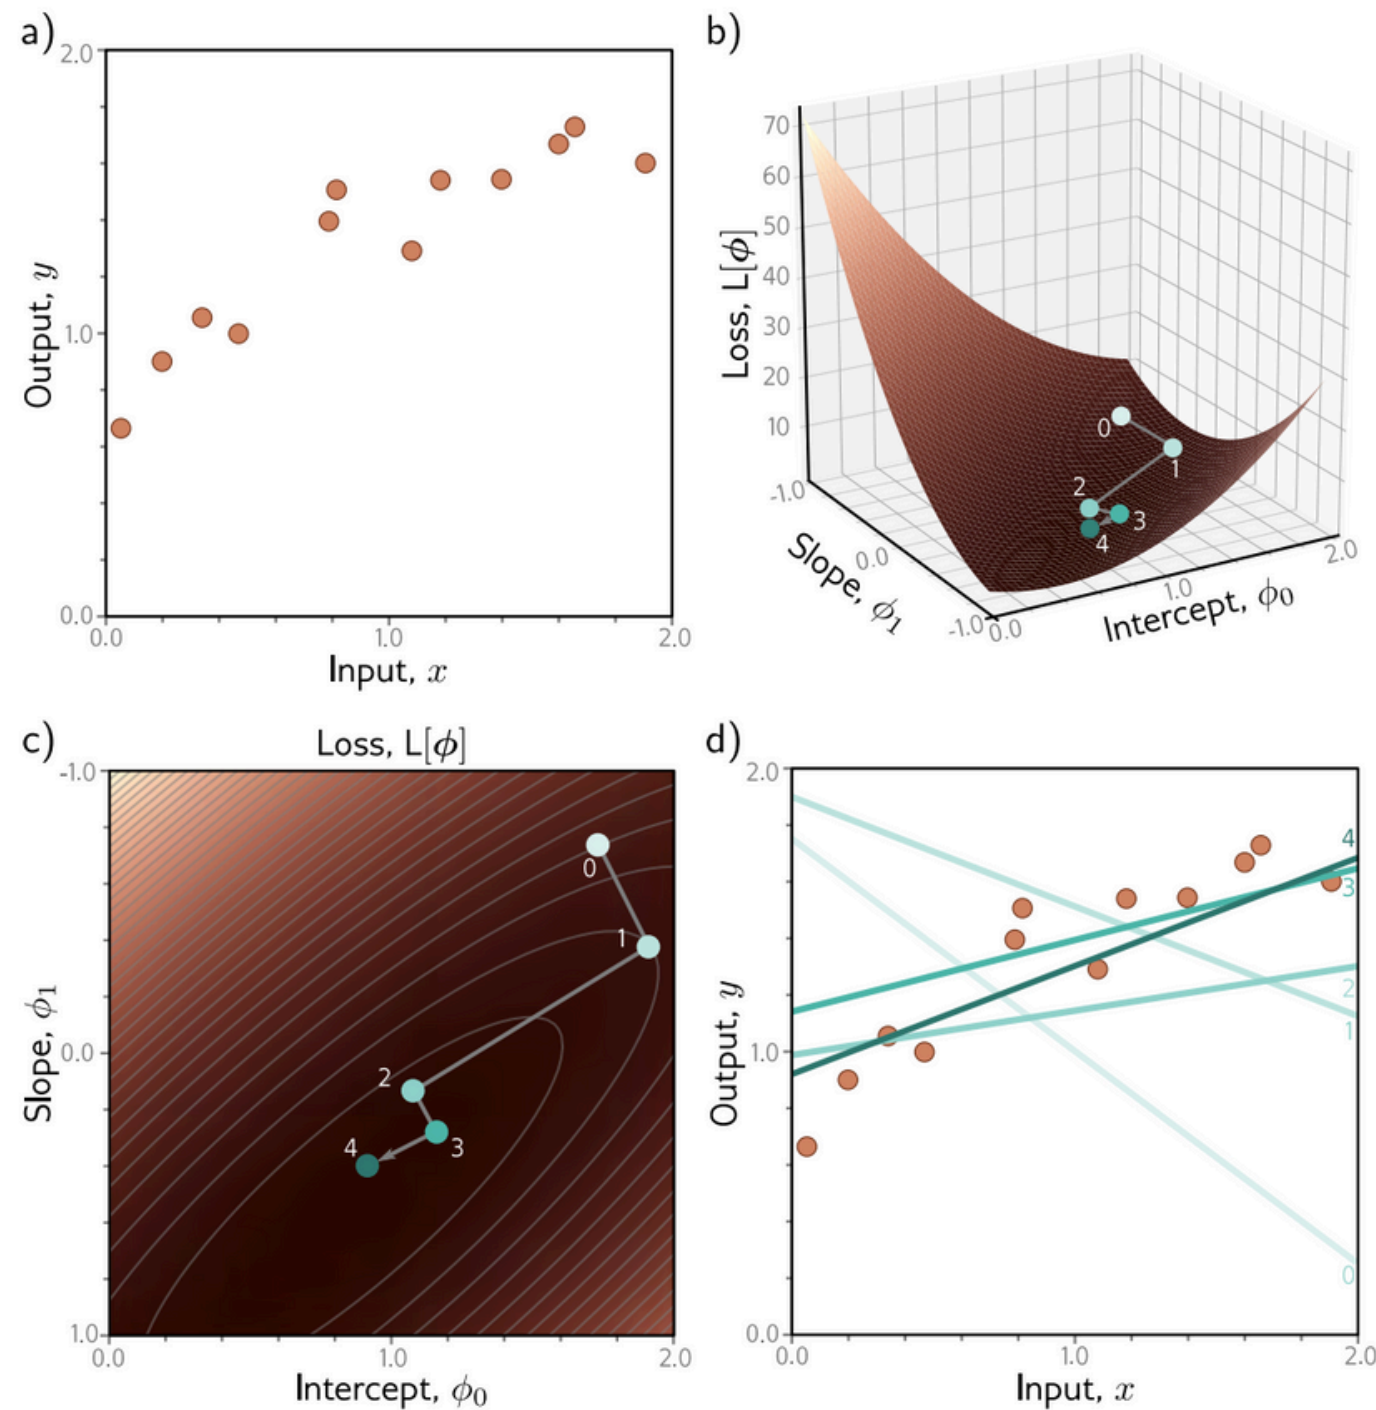 a)
2.0
1.0
0.0
0.0 1.0 2.0
Output, y
Input, x
b)
70
60
50
40
30
20
10
Loss, L[ϕ]
-1.0
0.0
-1.0
Slope, ϕ₁
0.0
1.0
2.0
Intercept, ϕ₀
0
1
2
3
4
c)
Loss, L[ϕ]
-1.0
0.0
1.0
0.0 1.0 2.0
Slope, ϕ₁
Intercept, ϕ₀
0
1
2
3
4
d)
2.0
1.0
0.0
0.0 1.0 2.0
Output, y
Input, x
4
3
2
1
0